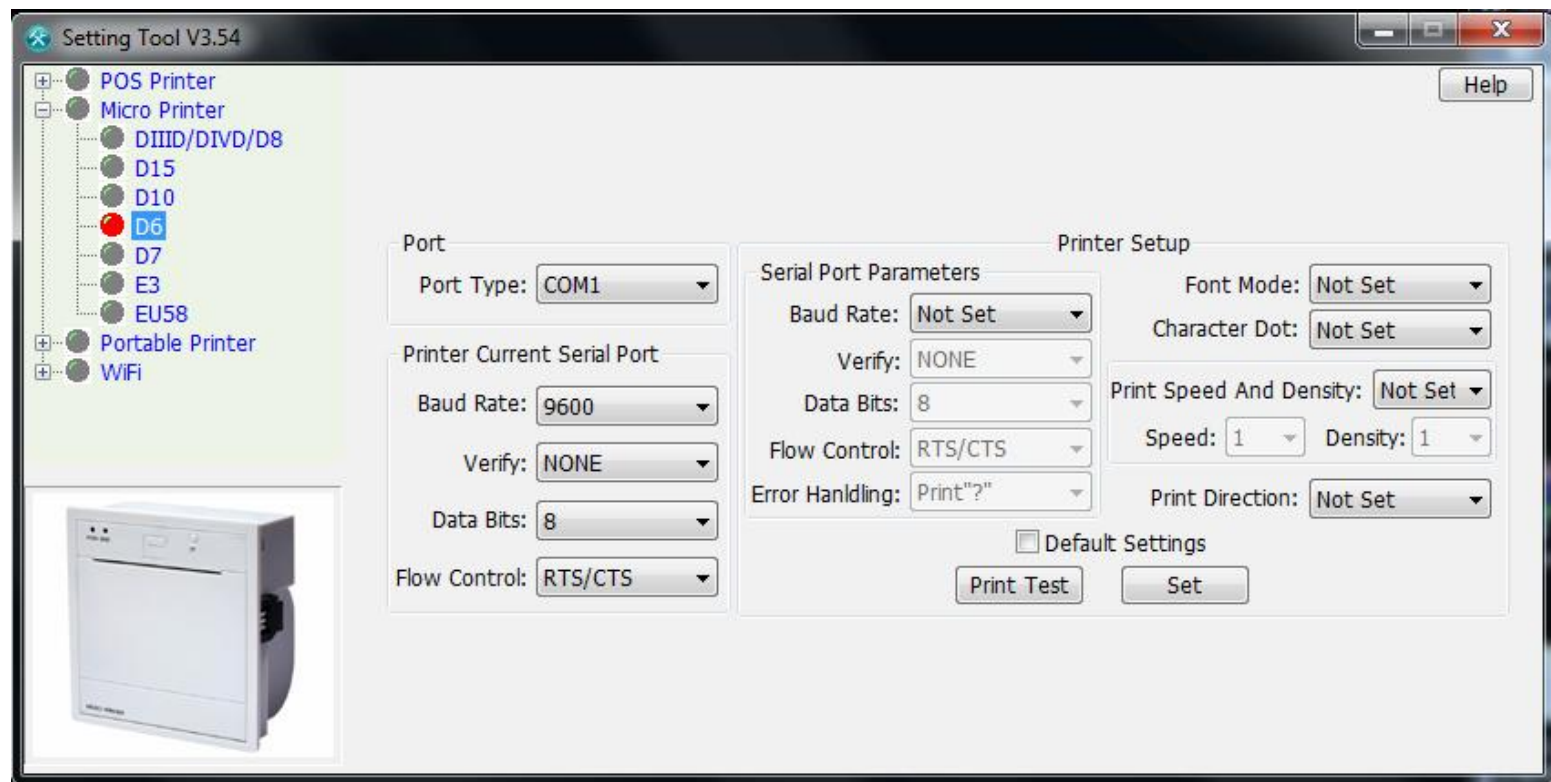 Setting Tool V3.54
Help
POS Printer
Micro Printer
DIIID/DIVD/D8
D15
D10
D6
D7
E3
EU58
Portable Printer
WiFi
Port
Port Type: COM1
Printer Current Serial Port
Baud Rate: 9600
Verify: NONE
Data Bits: 8
Flow Control: RTS/CTS
Printer Setup
Serial Port Parameters
Baud Rate: Not Set
Verify: NONE
Data Bits: 8
Flow Control: RTS/CTS
Error Hanldling: Print"?"
Font Mode: Not Set
Character Dot: Not Set
Print Speed And Density: Not Set
Speed: 1 Density: 1
Print Direction: Not Set
Default Settings
Print Test Set